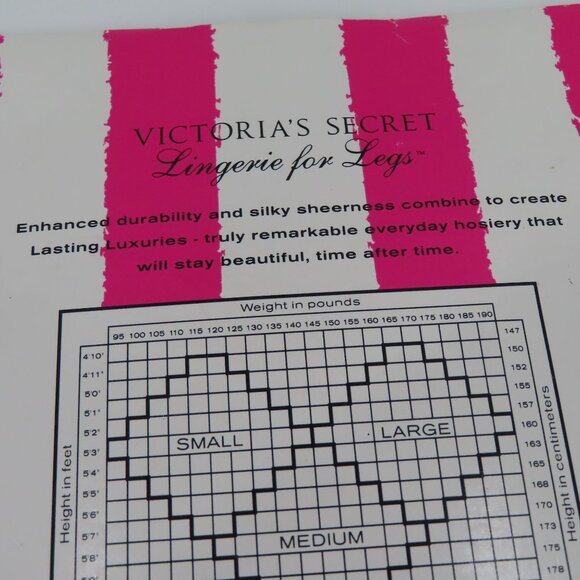 VICTORIA'S SECRET
Lingerie for Legs™
Enhanced durability and silky sheerness combine to create
Lasting Luxuries - truly remarkable everyday hosiery that
will stay beautiful, time after time.
Weight in pounds
95 100 105 110 115 120 125 130 135 140 145 150 155 160 165 170 175 180 185 190
4'10"
4'11"
5'
5'1"
5'2"
5'3"
5'4"
5'5"
5'6"
5'7"
5'8"
Height in feet
SMALL
LARGE
MEDIUM
147
150
152
155
157
160
163
165
168
170
173
175
178
Height in centimeters